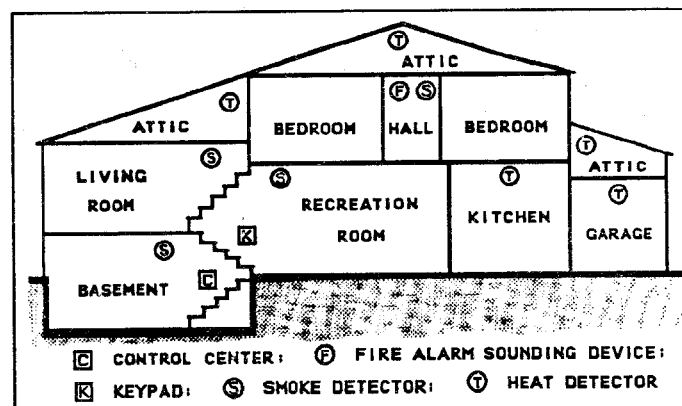 T
ATTIC
T
ATTIC
F S
BEDROOM HALL BEDROOM
S
T
ATTIC
LIVING ROOM
S
RECREATION ROOM
T
KITCHEN
T
GARAGE
S
K
BASEMENT
C
C CONTROL CENTER; F FIRE ALARM SOUNDING DEVICE;
K KEYPAD; S SMOKE DETECTOR; T HEAT DETECTOR